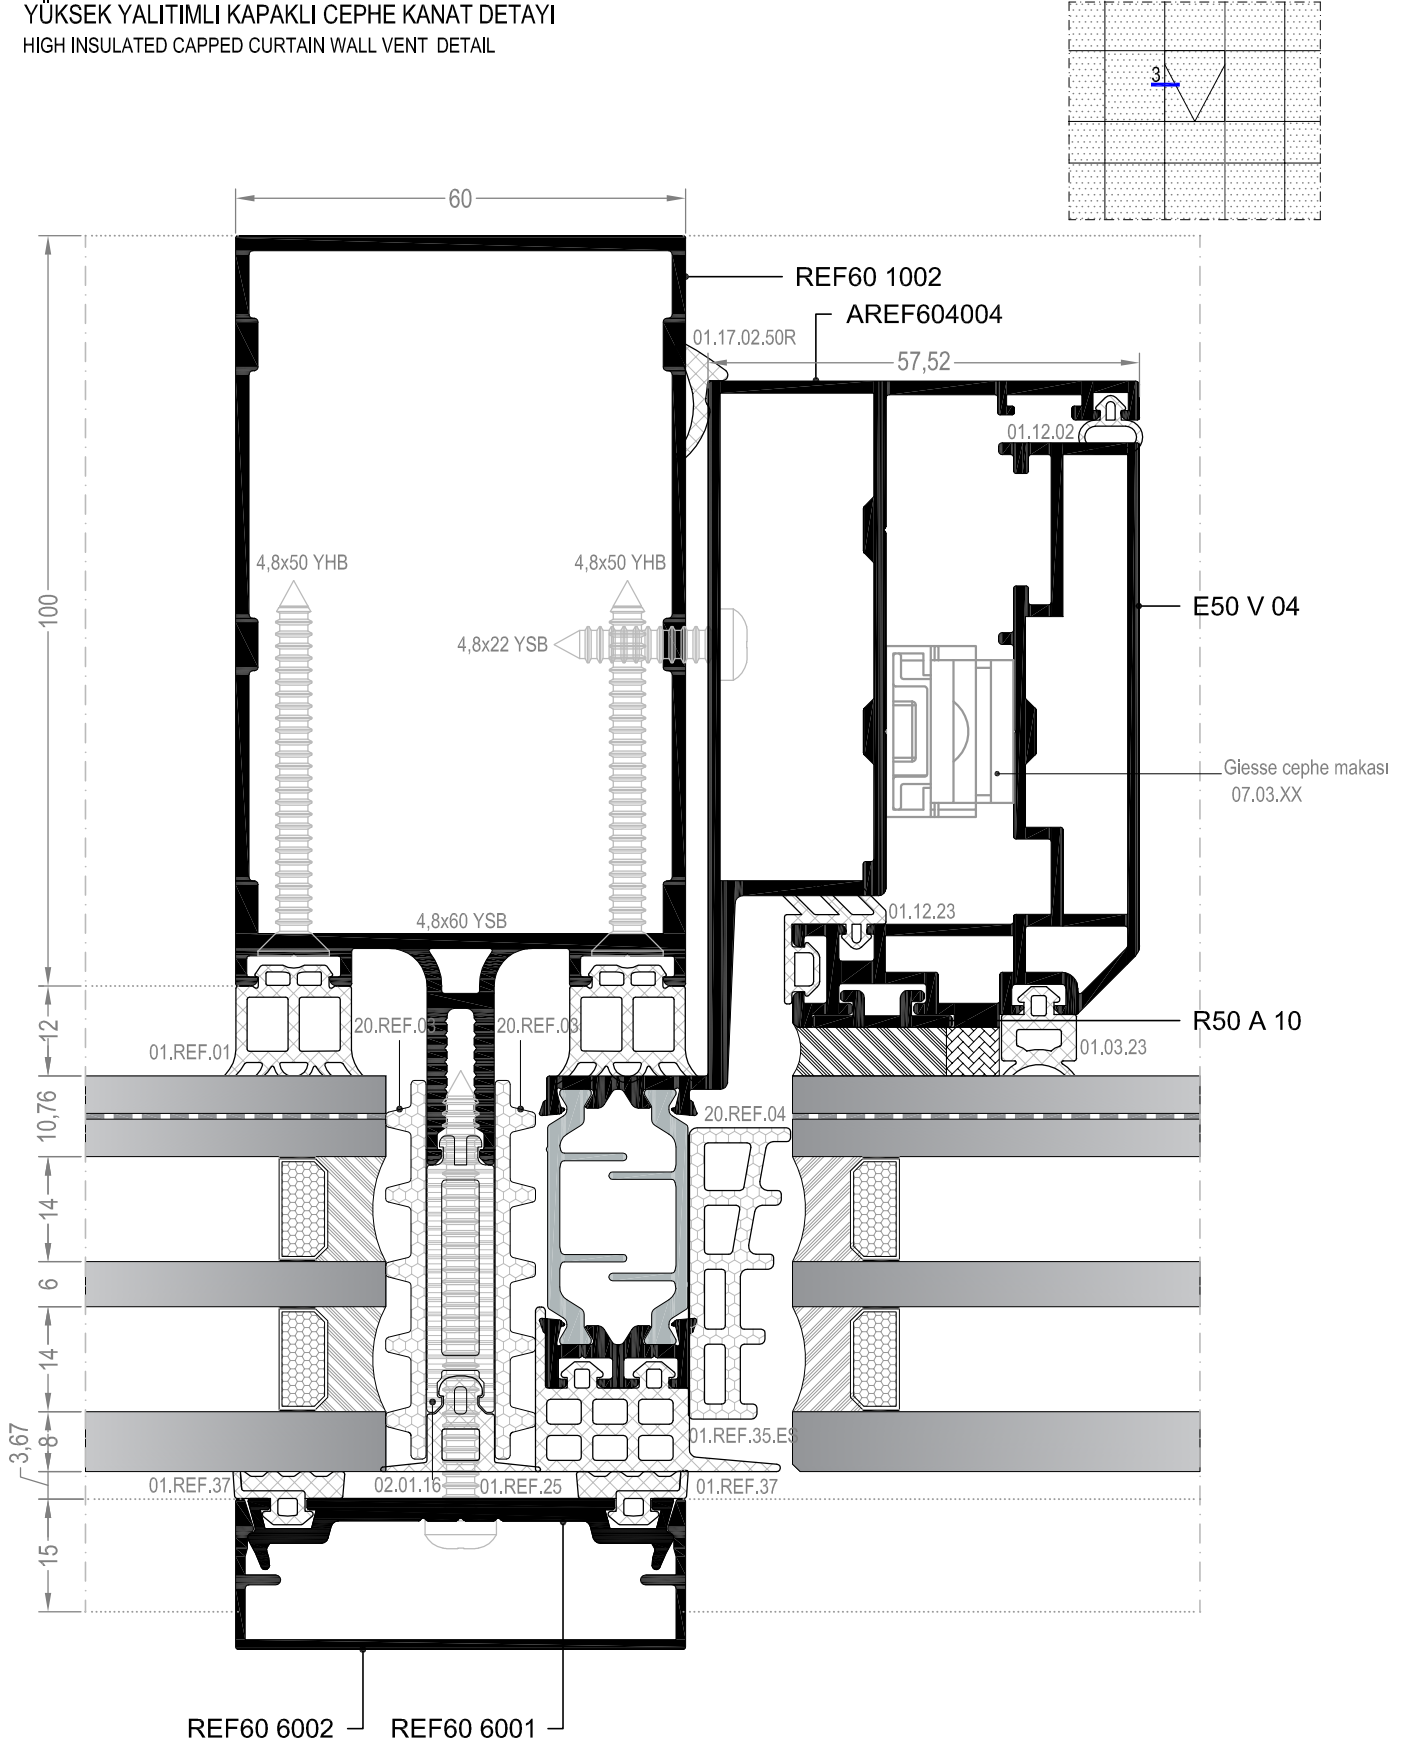 YÜKSEK YALITIMLI KAPAKLI CEPHE KANAT DETAYI
HIGH INSULATED CAPPED CURTAIN WALL VENT DETAIL
3
60
REF60 1002
AREF604004
01.17.02.50R
57,52
01.12.02
4,8x50 YHB
4,8x50 YHB
100
E50 V 04
4,8x22 YSB
Giesse cephe makası
07.03.XX
4,8x60 YSB
01.12.23
12
20.REF.03
20.REF.03
R50 A 10
01.REF.01
01.03.23
10,76
20.REF.04
14
6
14
3,67
8
01.REF.35.ES
01.REF.37
02.01.16
01.REF.25
01.REF.37
15
REF60 6002
REF60 6001